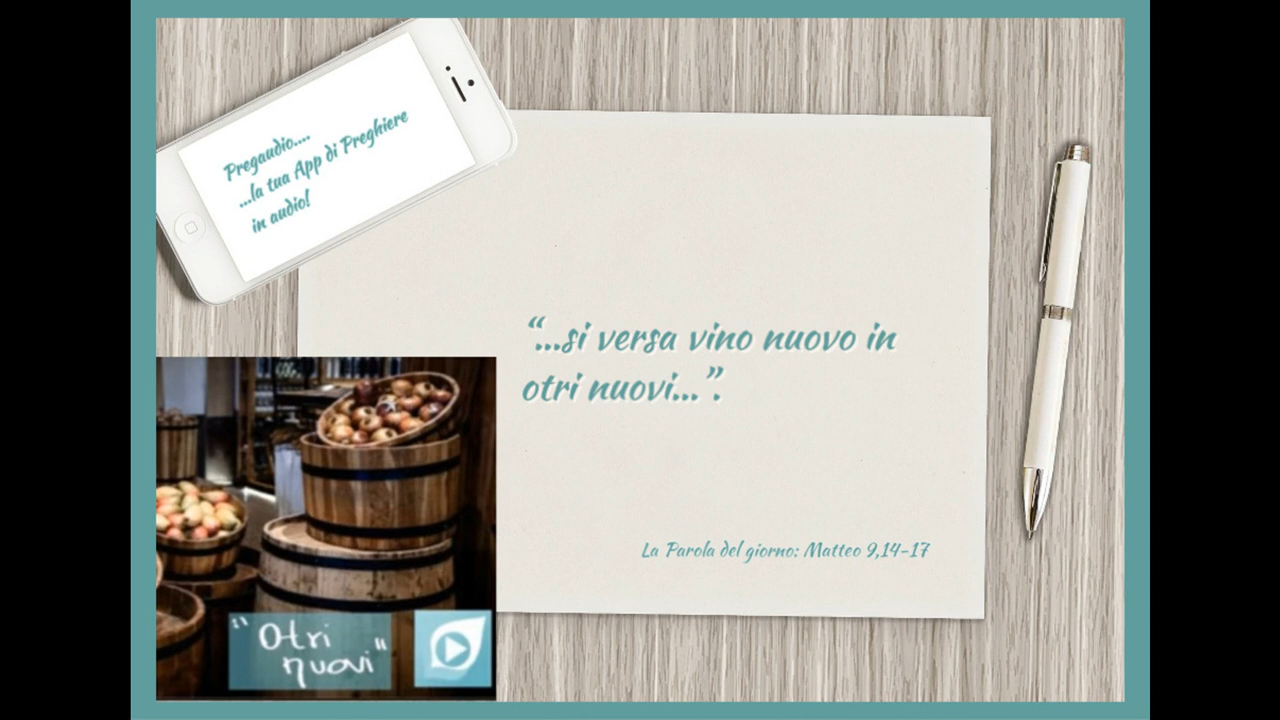 Pregaudio....
...la tua App di Preghiere
in audio!
“...si versa vino nuovo in
otri nuovi...”.
La Parola del giorno: Matteo 9,14-17
"Otri
nuovi"